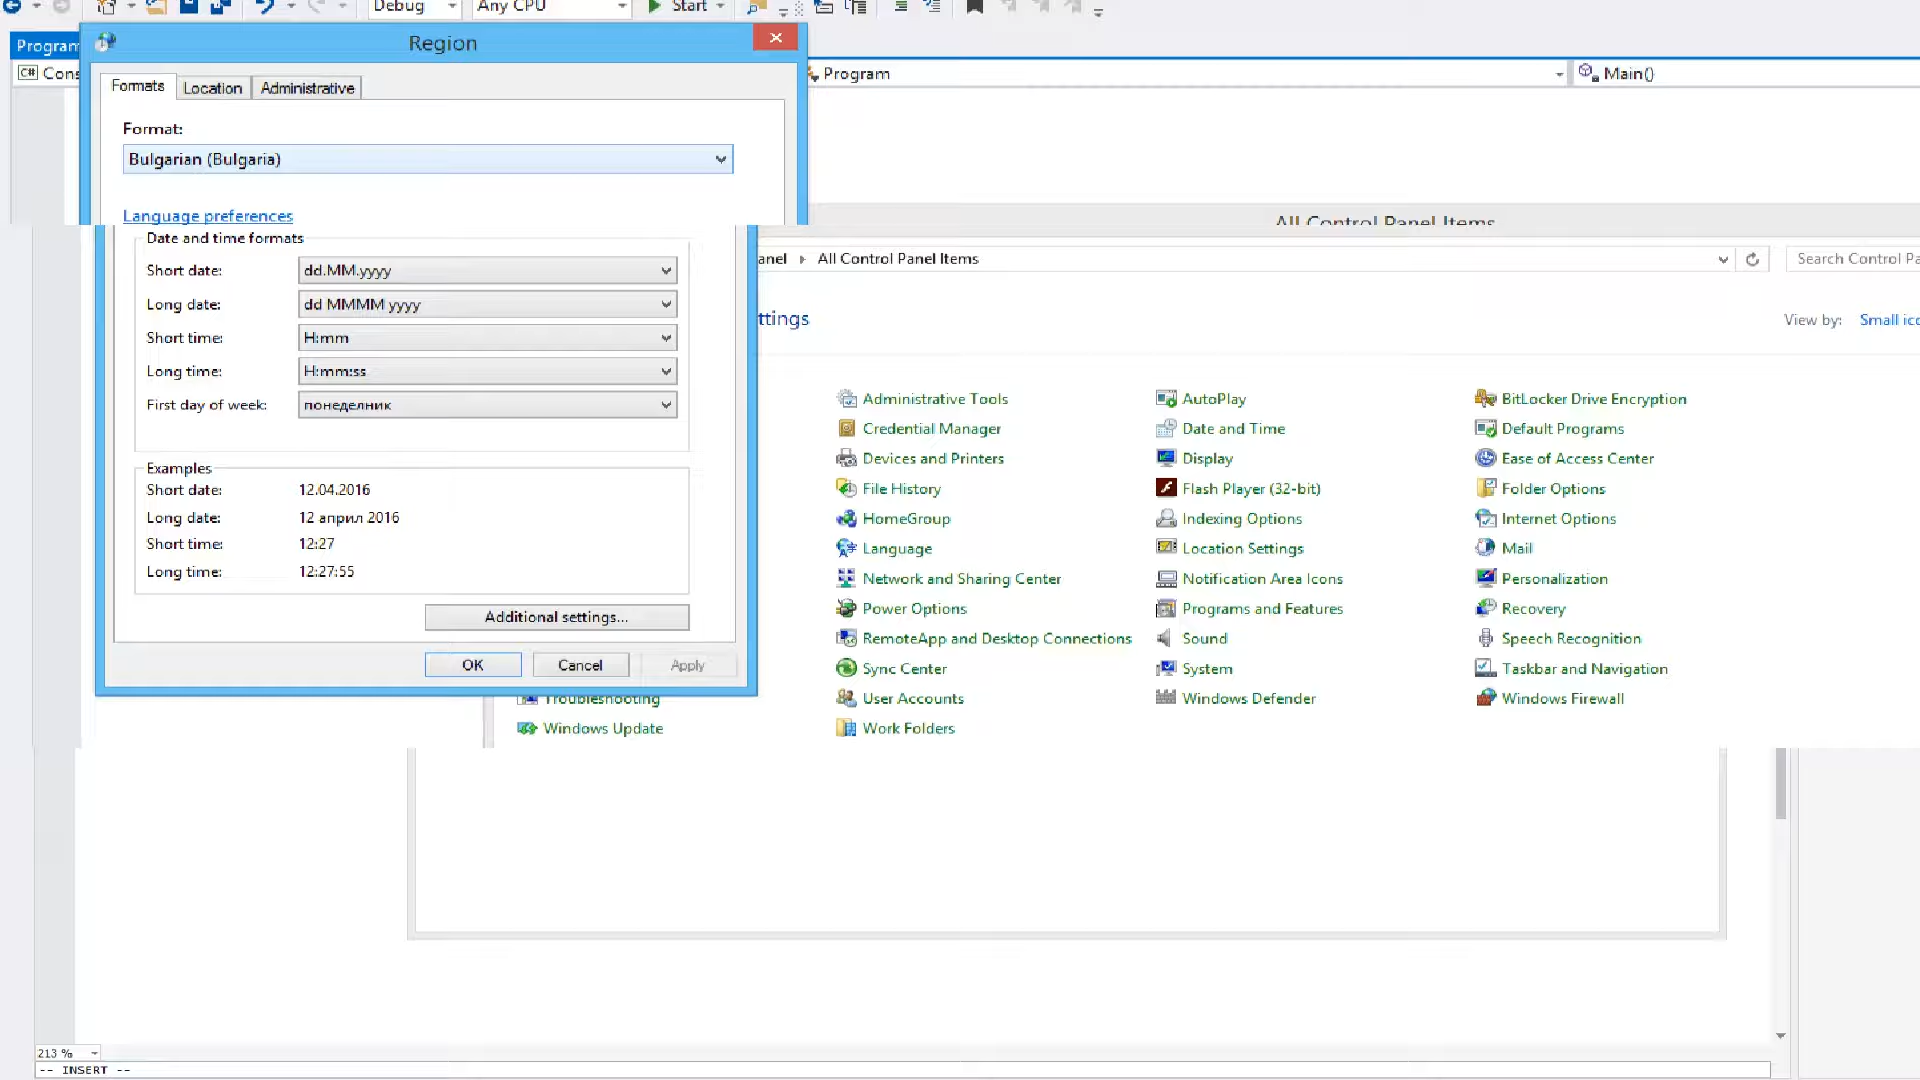 Debug Any CPU Start
Program
Region
C# Cons
Program Main()
Formats Location Administrative
Format:
Bulgarian (Bulgaria)
Language preferences
All Control Panel Items
Date and time formats
Short date: dd.MM.yyyy
Long date: dd MMMM yyyy
Short time: H:mm
Long time: H:mm:ss
First day of week: понеделник
Examples
Short date: 12.04.2016
Long date: 12 април 2016
Short time: 12:27
Long time: 12:27:55
Additional settings...
OK Cancel Apply
anel All Control Panel Items Search Control Pa
ttings
View by: Small ico
Administrative Tools AutoPlay BitLocker Drive Encryption
Credential Manager Date and Time Default Programs
Devices and Printers Display Ease of Access Center
File History Flash Player (32-bit) Folder Options
HomeGroup Indexing Options Internet Options
Language Location Settings Mail
Network and Sharing Center Notification Area Icons Personalization
Power Options Programs and Features Recovery
RemoteApp and Desktop Connections Sound Speech Recognition
Sync Center System Taskbar and Navigation
Troubleshooting User Accounts Windows Defender Windows Firewall
Windows Update Work Folders
213 %
-- INSERT --